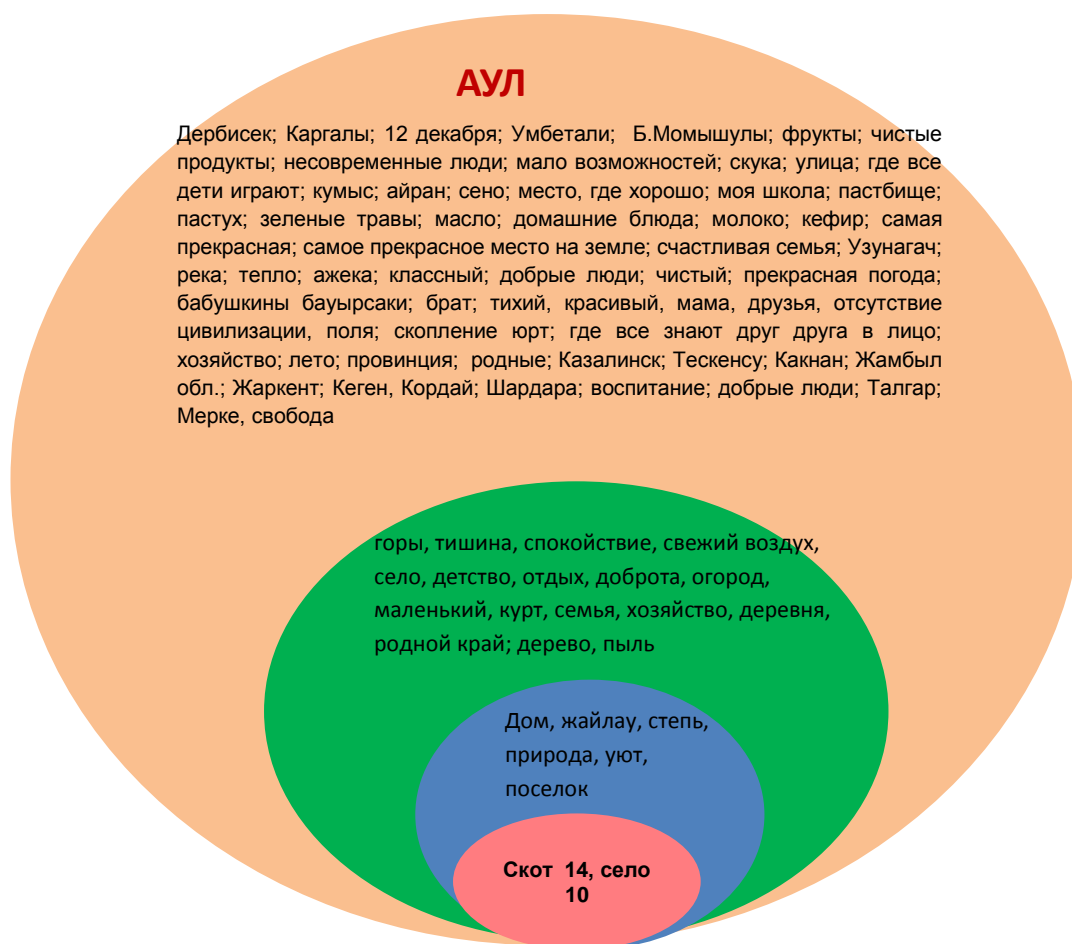 АУЛ
Дербисек; Каргалы; 12 декабря; Умбетали; Б.Момышулы; фрукты; чистые
продукты; несовременные люди; мало возможностей; скука; улица; где все
дети играют; кумыс; айран; сено; место, где хорошо; моя школа; пастбище;
пастух; зеленые травы; масло; домашние блюда; молоко; кефир; самая
прекрасная; самое прекрасное место на земле; счастливая семья; Узунагач;
река; тепло; ажека; классный; добрые люди; чистый; прекрасная погода;
бабушкины бауырсаки; брат; тихий, красивый, мама, друзья, отсутствие
цивилизации, поля; скопление юрт; где все знают друг друга в лицо;
хозяйство; лето; провинция; родные; Казалинск; Тескенсу; Какнан; Жамбыл
обл.; Жаркент; Кеген, Кордай; Шардара; воспитание; добрые люди; Талгар;
Мерке, свобода
горы, тишина, спокойствие, свежий воздух,
село, детство, отдых, доброта, огород,
маленький, курт, семья, хозяйство, деревня,
родной край; дерево, пыль
Дом, жайлау, степь,
природа, уют,
поселок
Скот 14, село
10